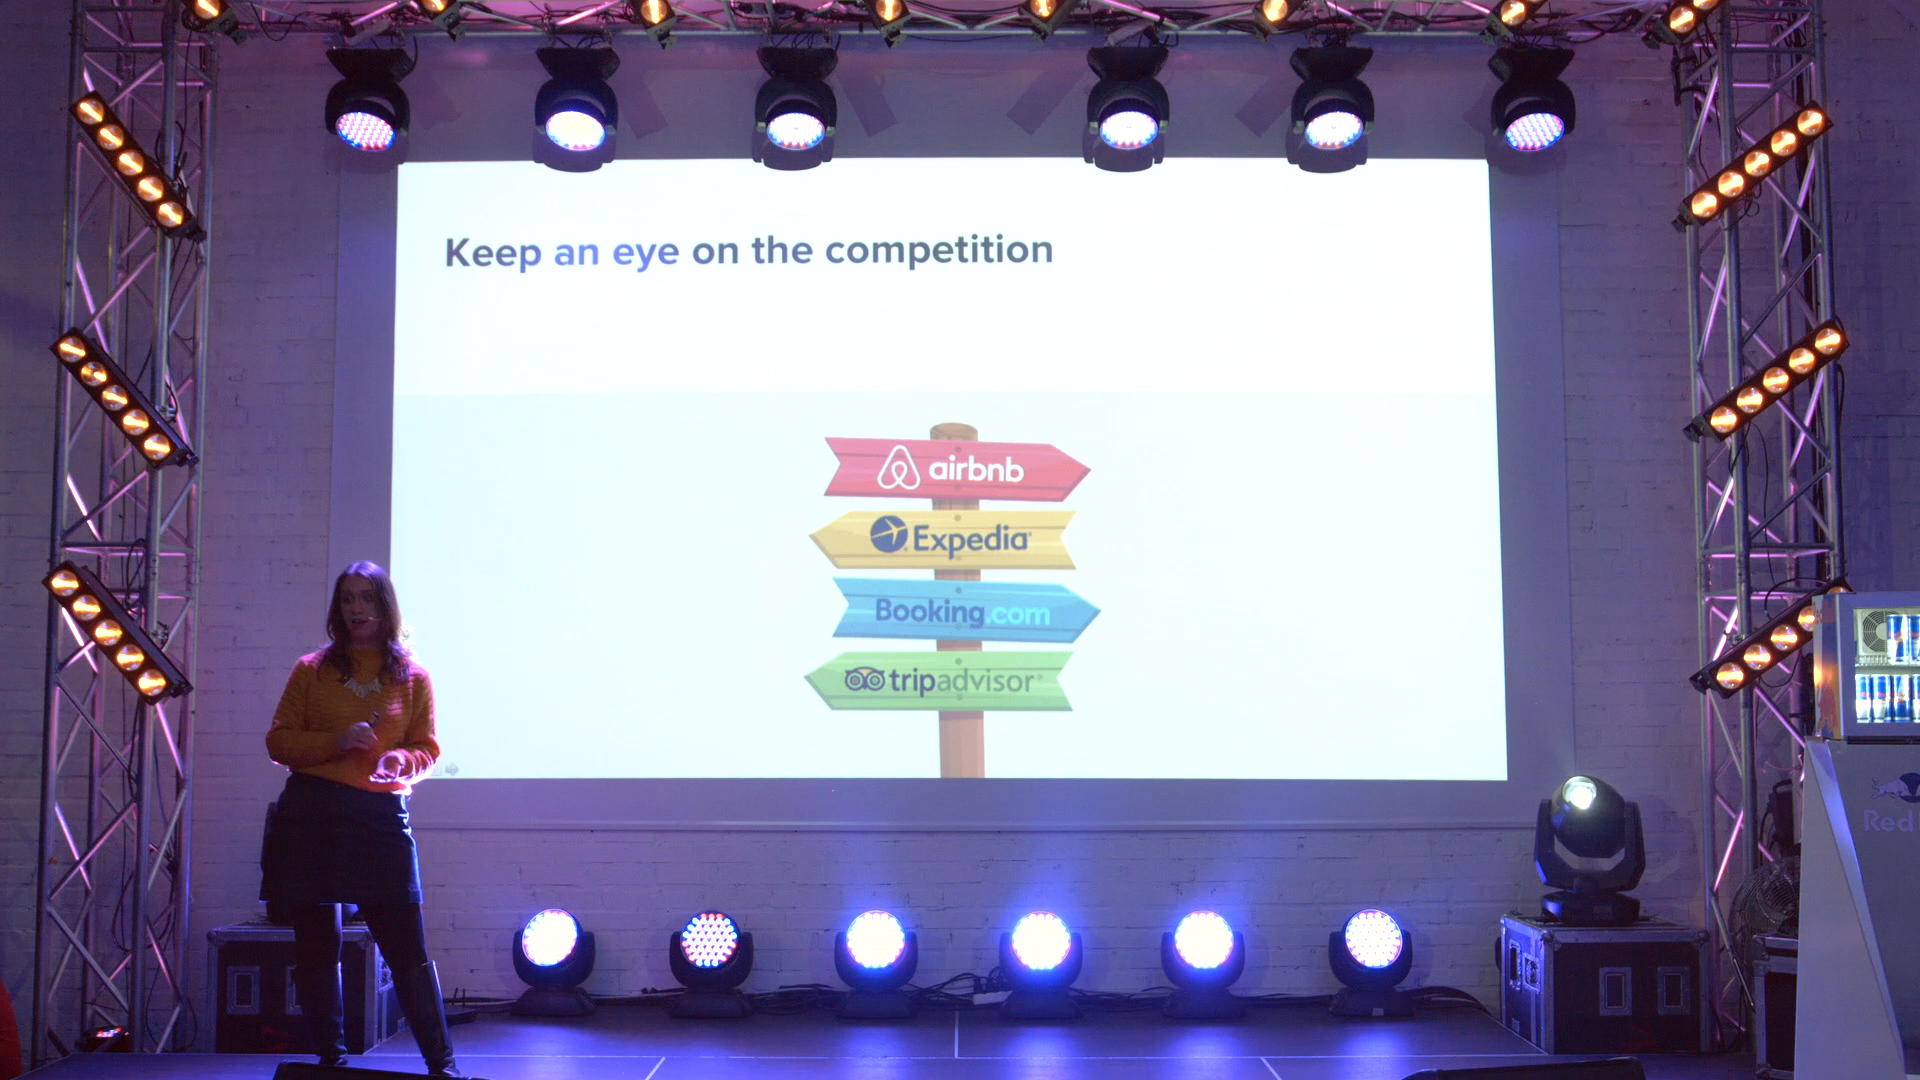 Keep an eye on the competition
airbnb
Expedia
Booking.com
tripadvisor
Red